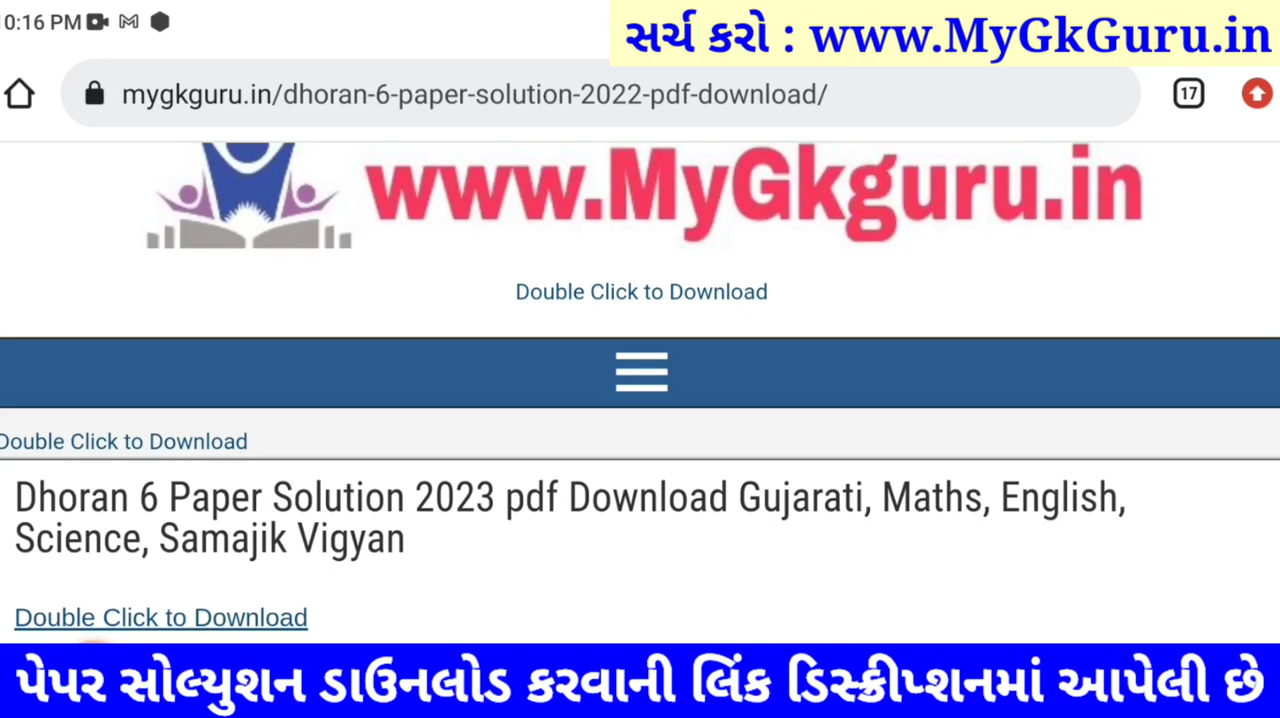 0:16 PM
સર્ચ કરો : www.MyGkGuru.in
mygkguru.in/dhoran-6-paper-solution-2022-pdf-download/
17
www.MyGkguru.in
Double Click to Download
Double Click to Download
Dhoran 6 Paper Solution 2023 pdf Download Gujarati, Maths, English,
Science, Samajik Vigyan
Double Click to Download
પેપર સોલ્યુશન ડાઉનલોડ કરવાની લિંક ડિસ્ક્રીપ્શનમાં આપેલી છે